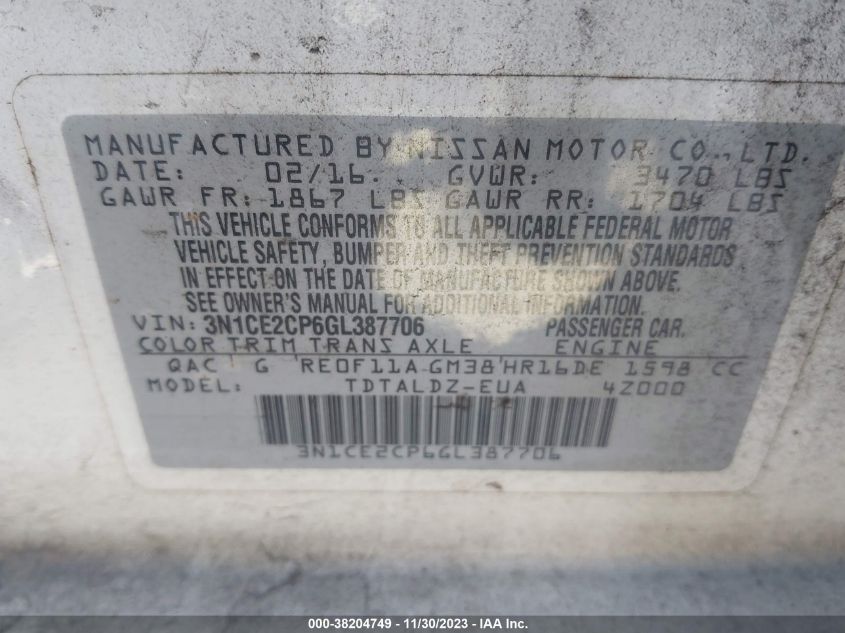 MANUFACTURED BY NISSAN MOTOR CO., LTD.
DATE: 02/16 GVWR: 3470 LBS
GAWR FR: 1867 LBS GAWR RR: 1704 LBS
THIS VEHICLE CONFORMS TO ALL APPLICABLE FEDERAL MOTOR
VEHICLE SAFETY, BUMPER AND THEFT PREVENTION STANDARDS
IN EFFECT ON THE DATE OF MANUFACTURE SHOWN ABOVE.
SEE OWNER'S MANUAL FOR ADDITIONAL INFORMATION.
VIN: 3N1CE2CP6GL387706 PASSENGER CAR.
COLOR TRIM TRANS AXLE ENGINE
QAC G RE0F11A GM38 HR16DE 1598 CC
MODEL: TDTALDZ-EUA 4Z000
3N1CE2CP6GL387706
000-38204749 - 11/30/2023 - IAA Inc.